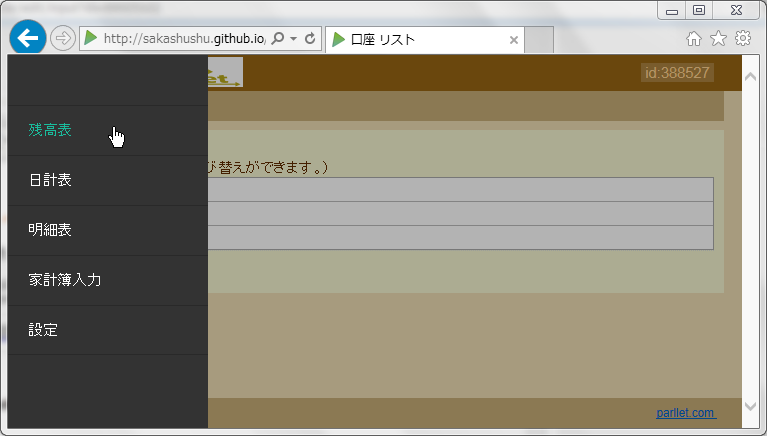 http://sakashushu.github.io/
口座 リスト
id:388527
残高表
び替えができます。)
日計表
明細表
家計簿入力
設定
parllet.com